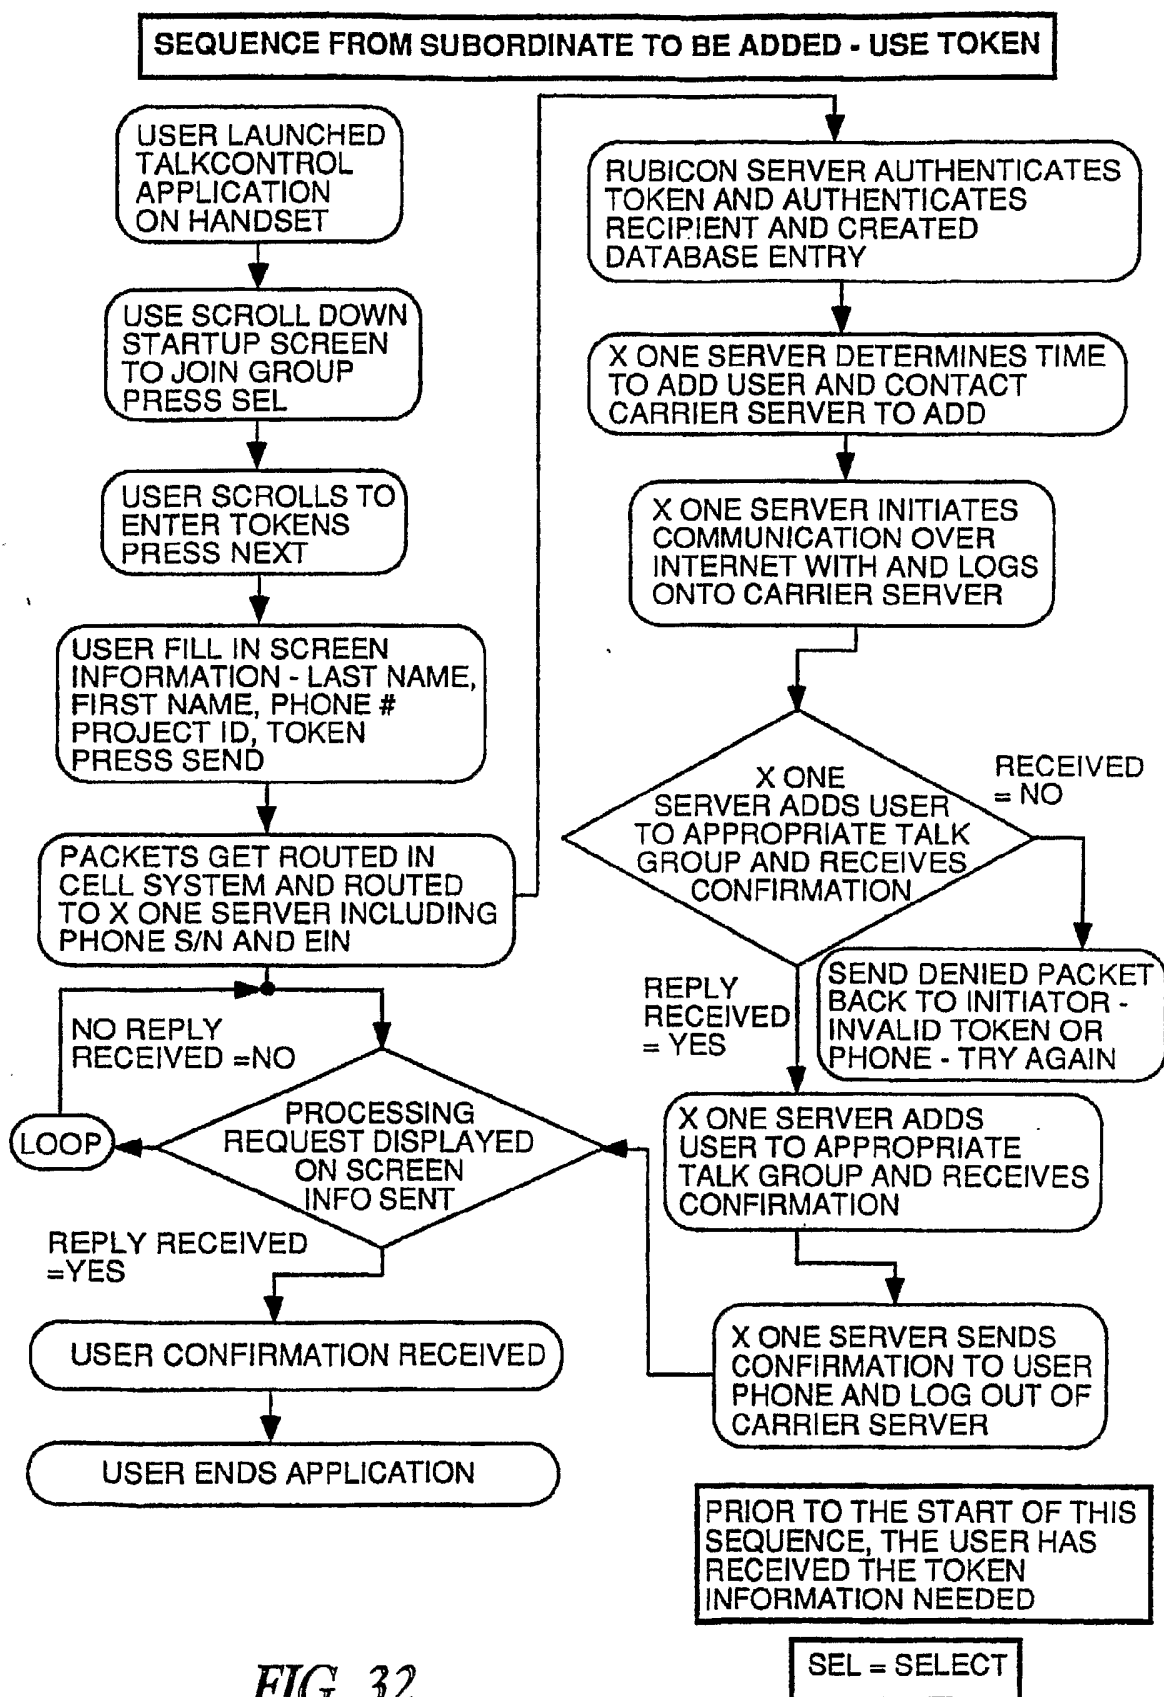 SEQUENCE FROM SUBORDINATE TO BE ADDED - USE TOKEN
USER LAUNCHED
TALKCONTROL
APPLICATION
ON HANDSET
USE SCROLL DOWN
STARTUP SCREEN
TO JOIN GROUP
PRESS SEL
USER SCROLLS TO
ENTER TOKENS
PRESS NEXT
USER FILL IN SCREEN
INFORMATION - LAST NAME,
FIRST NAME, PHONE #
PROJECT ID, TOKEN
PRESS SEND
PACKETS GET ROUTED IN
CELL SYSTEM AND ROUTED
TO X ONE SERVER INCLUDING
PHONE S/N AND EIN
NO REPLY
RECEIVED =NO
LOOP
PROCESSING
REQUEST DISPLAYED
ON SCREEN
INFO SENT
REPLY RECEIVED
=YES
USER CONFIRMATION RECEIVED
USER ENDS APPLICATION
RUBICON SERVER AUTHENTICATES
TOKEN AND AUTHENTICATES
RECIPIENT AND CREATED
DATABASE ENTRY
X ONE SERVER DETERMINES TIME
TO ADD USER AND CONTACT
CARRIER SERVER TO ADD
X ONE SERVER INITIATES
COMMUNICATION OVER
INTERNET WITH AND LOGS
ONTO CARRIER SERVER
X ONE
SERVER ADDS USER
TO APPROPRIATE TALK
GROUP AND RECEIVES
CONFIRMATION
RECEIVED
= NO
SEND DENIED PACKET
BACK TO INITIATOR -
INVALID TOKEN OR
PHONE - TRY AGAIN
REPLY
RECEIVED
= YES
X ONE SERVER ADDS
USER TO APPROPRIATE
TALK GROUP AND RECEIVES
CONFIRMATION
X ONE SERVER SENDS
CONFIRMATION TO USER
PHONE AND LOG OUT OF
CARRIER SERVER
PRIOR TO THE START OF THIS
SEQUENCE, THE USER HAS
RECEIVED THE TOKEN
INFORMATION NEEDED
SEL = SELECT
FIG. 32